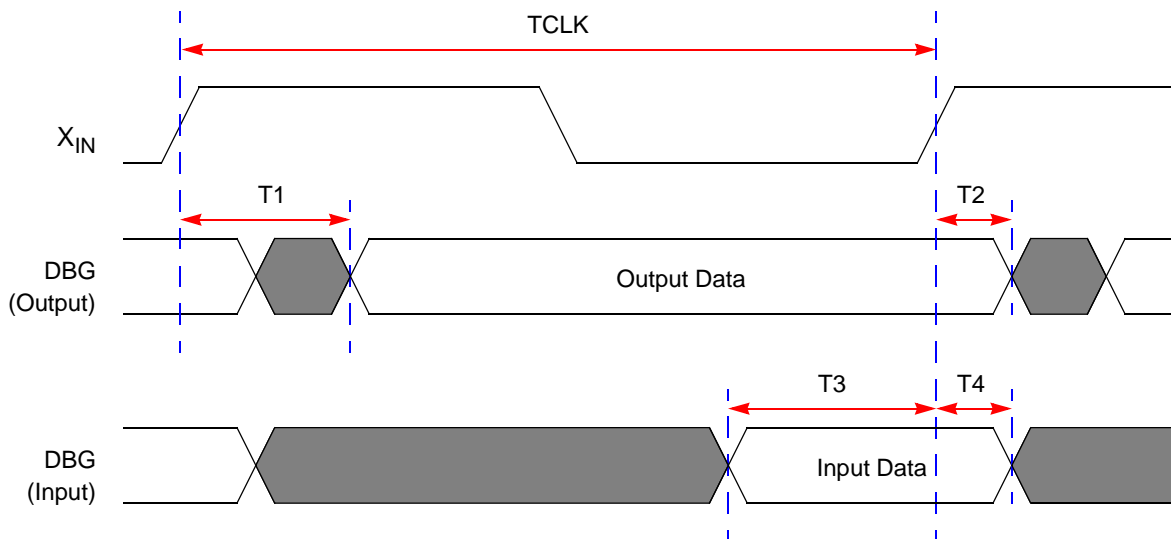 TCLK
XIN
T1
T2
DBG
(Output)
Output Data
T3
T4
DBG
(Input)
Input Data